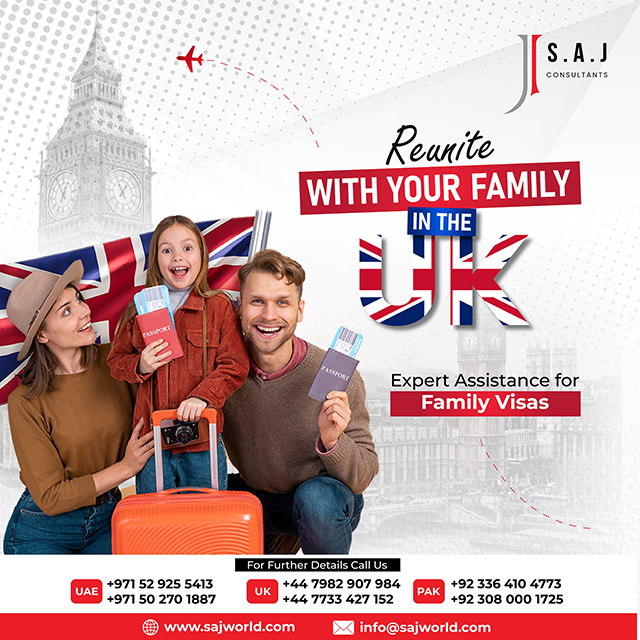 S.A.J
CONSULTANTS
Reunite
WITH YOUR FAMILY
IN THE
UK
PASSPORT
PASSPORT
Expert Assistance for
Family Visas
For Further Details Call Us
UAE +971 52 925 5413
+971 50 270 1887
UK +44 7982 907 984
+44 7733 427 152
PAK +92 336 410 4773
+92 308 000 1725
www.sajworld.com info@sajworld.com